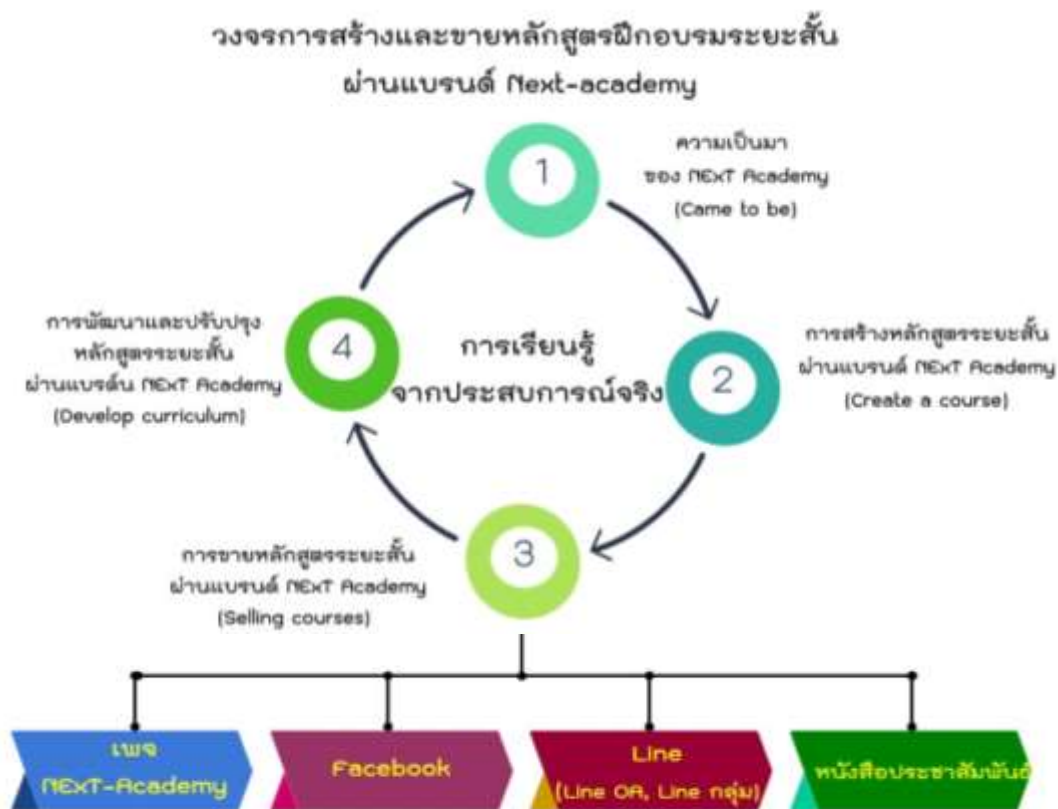 วงจรการสร้างและขายหลักสูตรฝึกอบรมระยะสั้น
ผ่านแบรนด์ Next-academy
1
ความเป็นมา
ของ NExT Academy
(Came to be)
2
การสร้างหลักสูตรระยะสั้น
ผ่านแบรนด์ NExT Academy
(Create a course)
3
การขายหลักสูตรระยะสั้น
ผ่านแบรนด์ NExT Academy
(Selling courses)
4
การพัฒนาและปรับปรุง
หลักสูตรระยะสั้น
ผ่านแบรด์น NExT Academy
(Develop curriculum)
การเรียนรู้
จากประสบการณ์จริง
เพจ
NExT-Academy
Facebook
Line
(Line OA, Line กลุ่ม)
หนังสือประชาสัมพันธ์